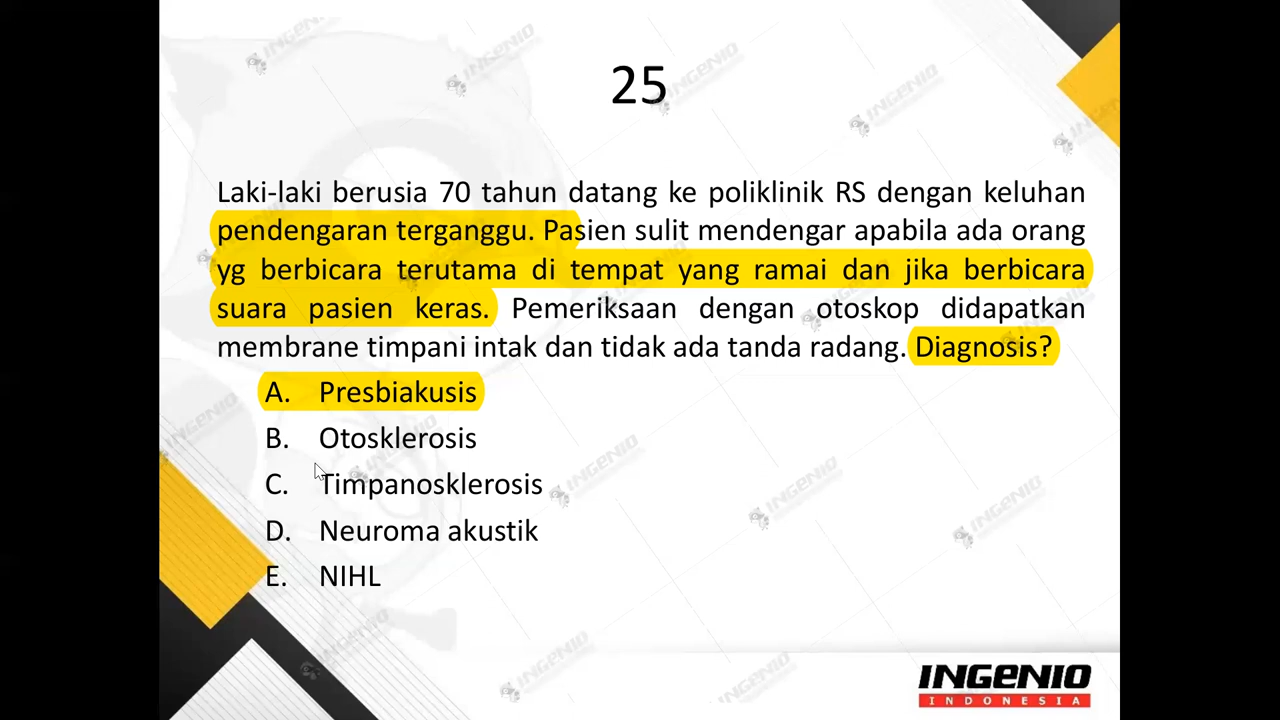 25
Laki-laki berusia 70 tahun datang ke poliklinik RS dengan keluhan
pendengaran terganggu. Pasien sulit mendengar apabila ada orang
yg berbicara terutama di tempat yang ramai dan jika berbicara
suara pasien keras. Pemeriksaan dengan otoskop didapatkan
membrane timpani intak dan tidak ada tanda radang. Diagnosis?
A. Presbiakusis
B. Otosklerosis
C. Timpanosklerosis
D. Neuroma akustik
E. NIHL
INGENIO
INDONESIA